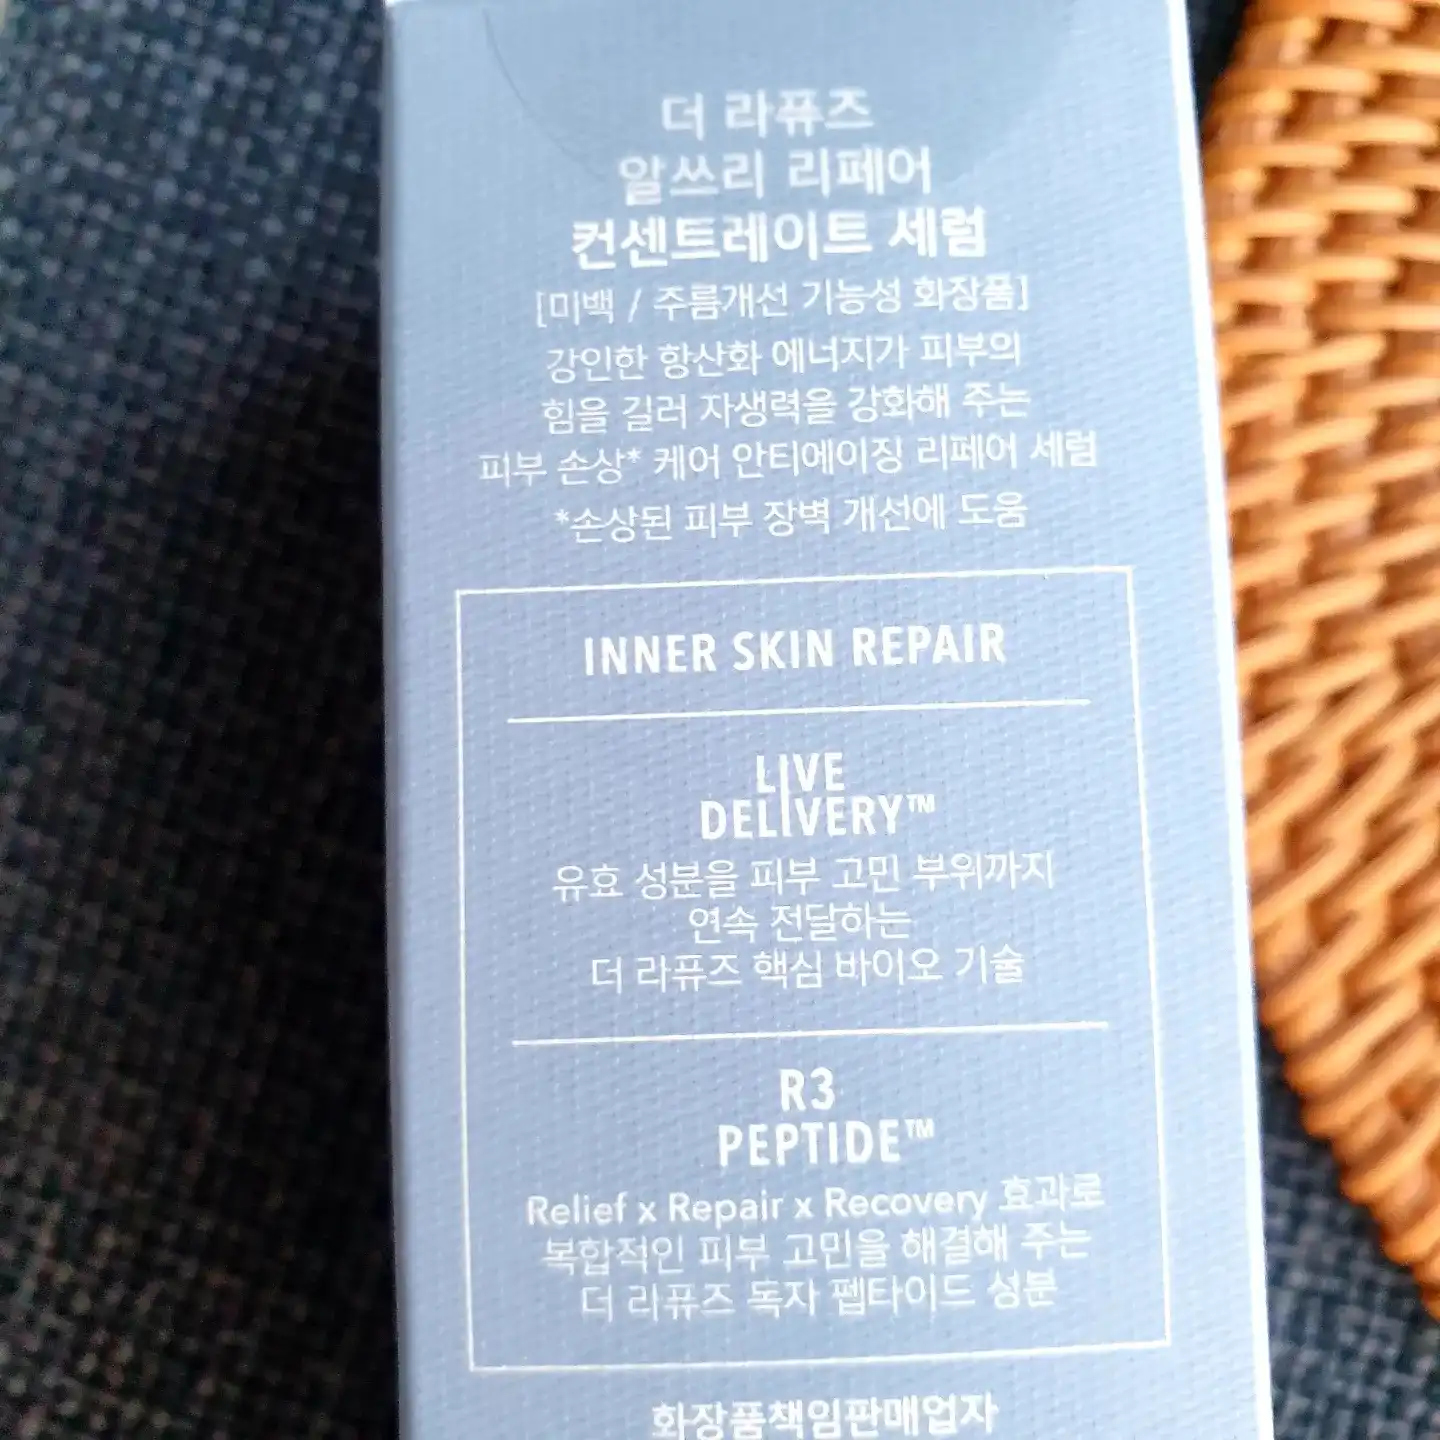 더 라퓨즈
알쓰리 리페어
컨센트레이트 세럼
[미백 / 주름개선 기능성 화장품]
강인한 항산화 에너지가 피부의
힘을 길러 자생력을 강화해 주는
피부 손상* 케어 안티에이징 리페어 세럼
*손상된 피부 장벽 개선에 도움
INNER SKIN REPAIR
LIVE
DELIVERY™
유효 성분을 피부 고민 부위까지
연속 전달하는
더 라퓨즈 핵심 바이오 기술
R3
PEPTIDE™
Relief x Repair x Recovery 효과로
복합적인 피부 고민을 해결해 주는
더 라퓨즈 독자 펩타이드 성분
화장품책임판매업자